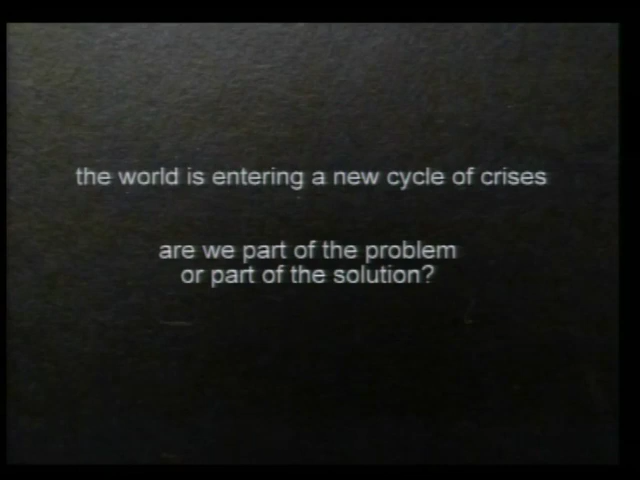 the world is entering a new cycle of crises
are we part of the problem
or part of the solution?